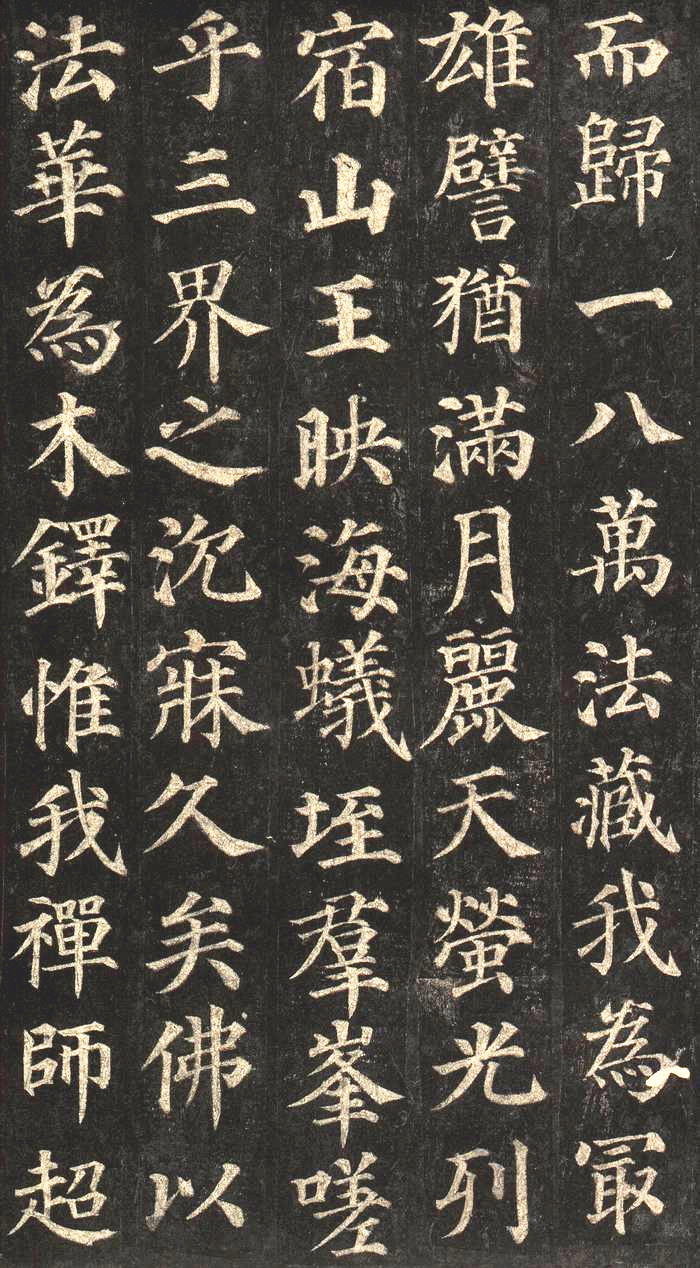 而歸一八萬法藏我為冣
雄譬猶滿月麗天螢光列
宿山王映海蟻垤羣峯嗟
乎三界之沉寐久矣佛以
法華為木鐸惟我禪師超